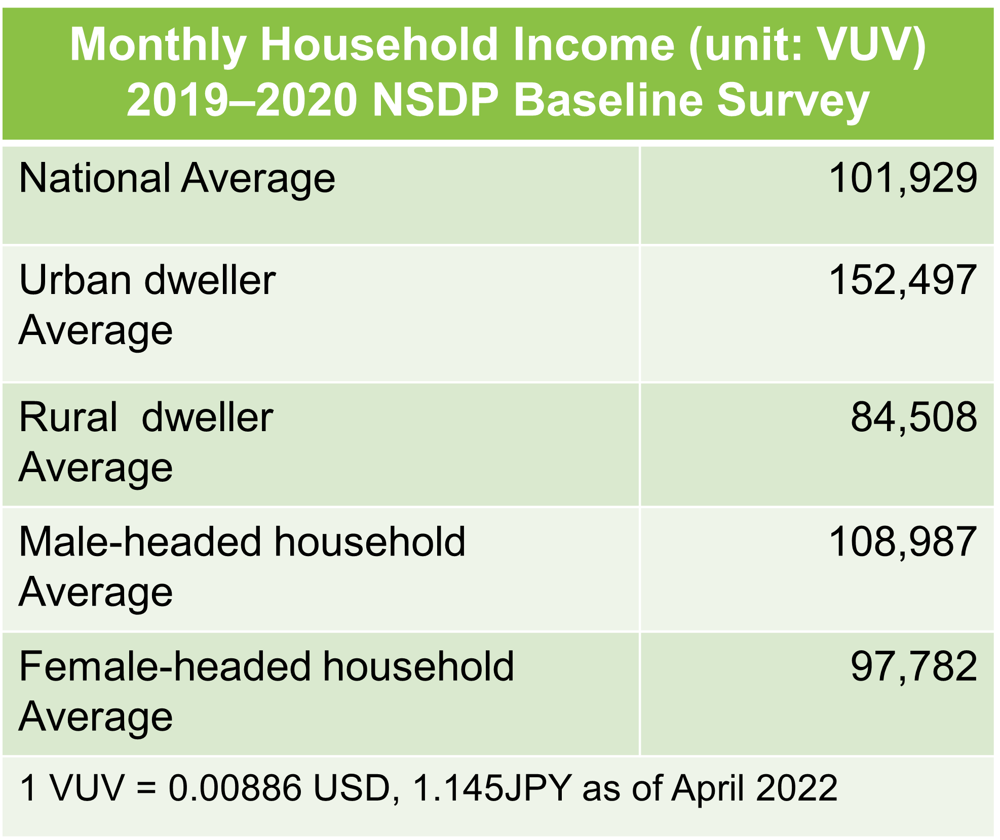 Monthly Household Income (unit: VUV)
2019–2020 NSDP Baseline Survey
National Average 101,929
Urban dweller 152,497
Average
Rural  dweller 84,508
Average
Male-headed household 108,987
Average
Female-headed household 97,782
Average
1 VUV = 0.00886 USD, 1.145JPY as of April 2022